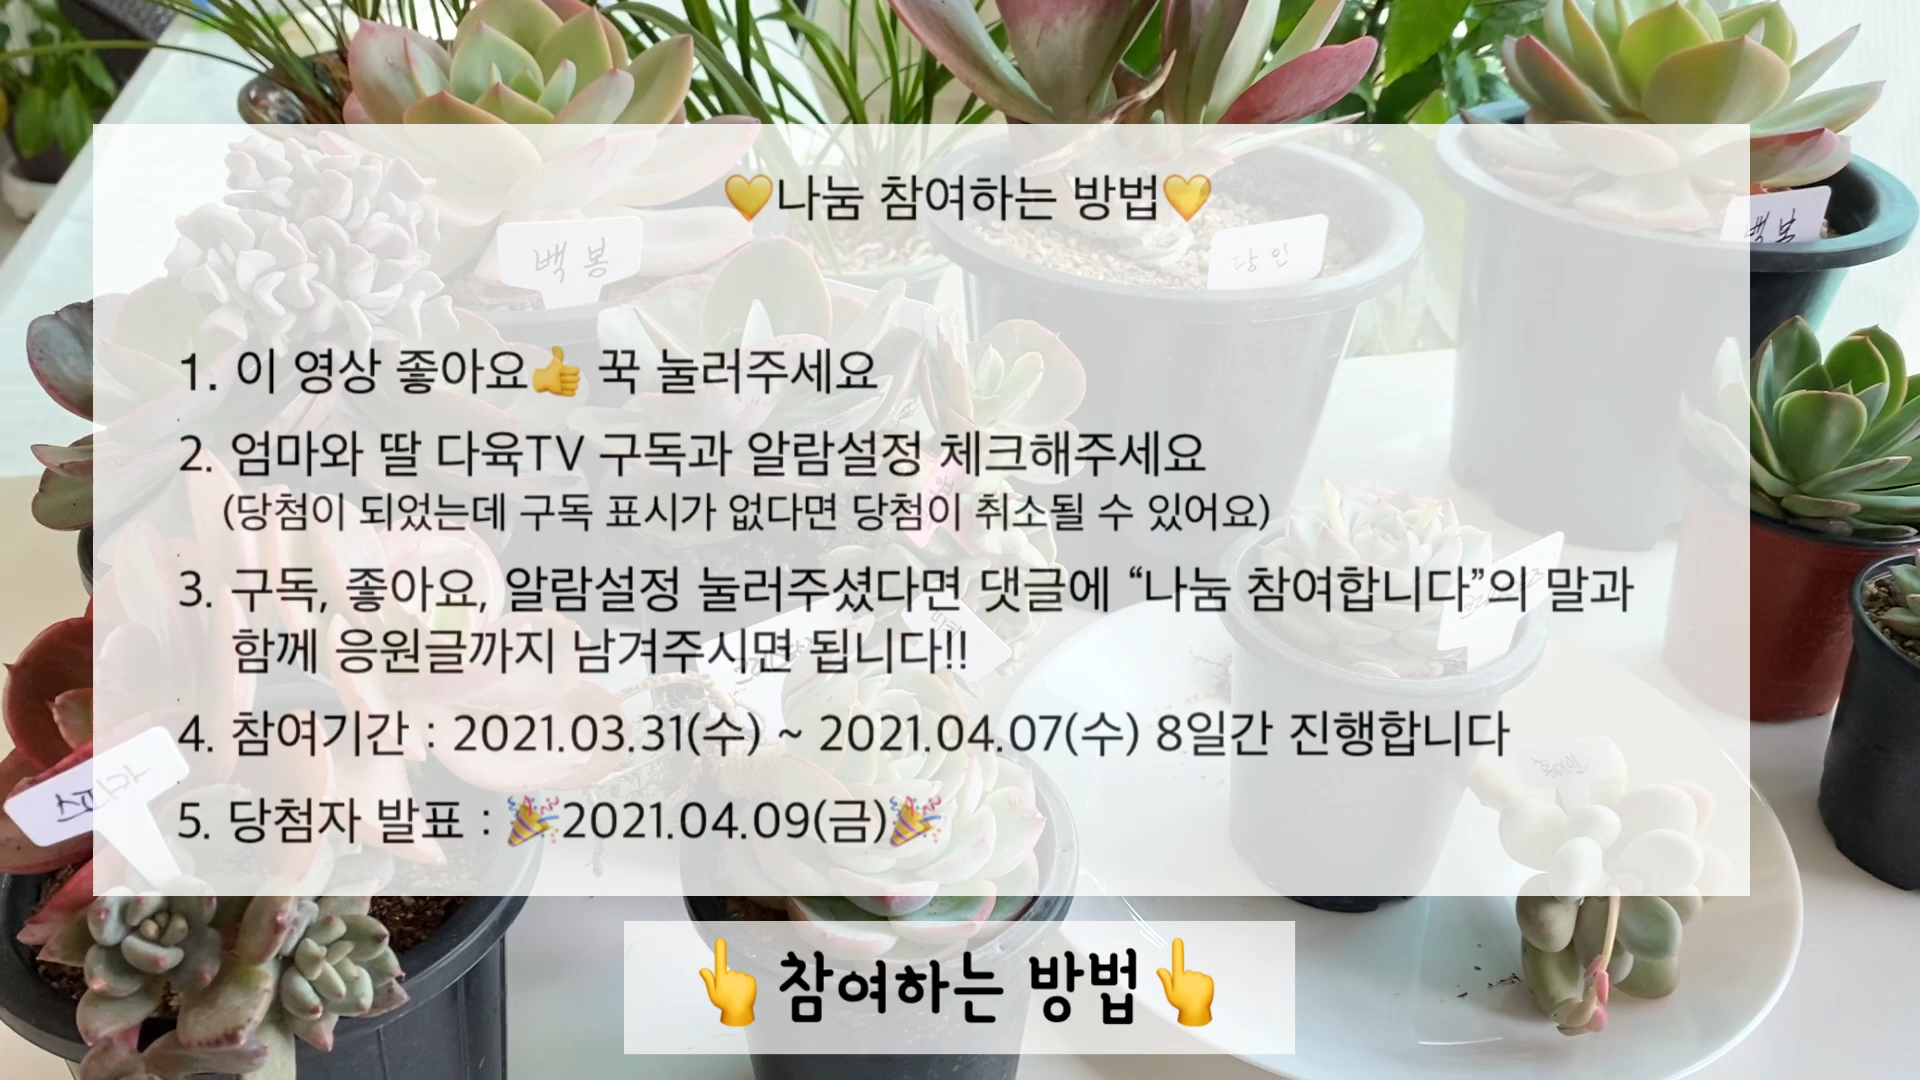 💛나눔 참여하는 방법💛
백봉
당인
백봉
1. 이 영상 좋아요👍 꾹 눌러주세요
2. 엄마와 딸 다육TV 구독과 알람설정 체크해주세요
(당첨이 되었는데 구독 표시가 없다면 당첨이 취소될 수 있어요)
3. 구독, 좋아요, 알람설정 눌러주셨다면 댓글에 “나눔 참여합니다”의 말과
함께 응원글까지 남겨주시면 됩니다!!
4. 참여기간 : 2021.03.31(수) ~ 2021.04.07(수) 8일간 진행합니다
5. 당첨자 발표 : 🎉2021.04.09(금)🎉
👆참여하는 방법👆